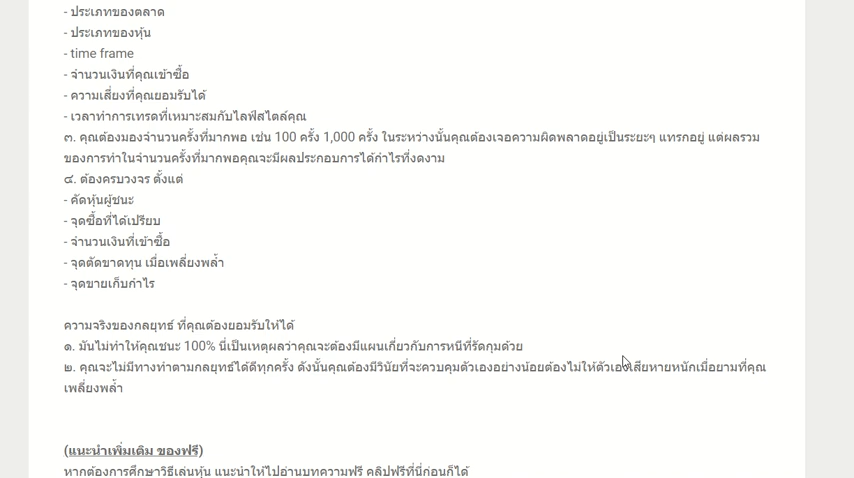 - ประเภทของตลาด
- ประเภทของหุ้น
- time frame
- จำนวนเงินที่คุณเข้าซื้อ
- ความเสี่ยงที่คุณยอมรับได้
- เวลาทำการเทรดที่เหมาะสมกับไลฟ์สไตล์คุณ
๓. คุณต้องมองจำนวนครั้งที่มากพอ เช่น 100 ครั้ง 1,000 ครั้ง ในระหว่างนั้นคุณต้องเจอความผิดพลาดอยู่เป็นระยะๆ แทรกอยู่ แต่ผลรวม
ของการทำในจำนวนครั้งที่มากพอคุณจะมีผลประกอบการได้กำไรที่งดงาม
๔. ต้องครบวงจร ตั้งแต่
- คัดหุ้นผู้ชนะ
- จุดซื้อที่ได้เปรียบ
- จำนวนเงินที่เข้าซื้อ
- จุดตัดขาดทุน เมื่อเพลี่ยงพล้ำ
- จุดขายเก็บกำไร
ความจริงของกลยุทธ์ ที่คุณต้องยอมรับให้ได้
๑. มันไม่ทำให้คุณชนะ 100% นี่เป็นเหตุผลว่าคุณจะต้องมีแผนเกี่ยวกับการหนีที่รัดกุมด้วย
๒. คุณจะไม่มีทางทำตามกลยุทธ์ได้ดีทุกครั้ง ดังนั้นคุณต้องมีวินัยที่จะควบคุมตัวเองอย่างน้อยต้องไม่ให้ตัวเองเสียหายหนักเมื่อยามที่คุณ
เพลี่ยงพล้ำ
(แนะนำเพิ่มเติม ของฟรี)
หากต้องการศึกษาวิธีเล่นหุ้น แนะนำให้ไปอ่านบทความฟรี คลิปฟรีที่นี่ก่อนก็ได้